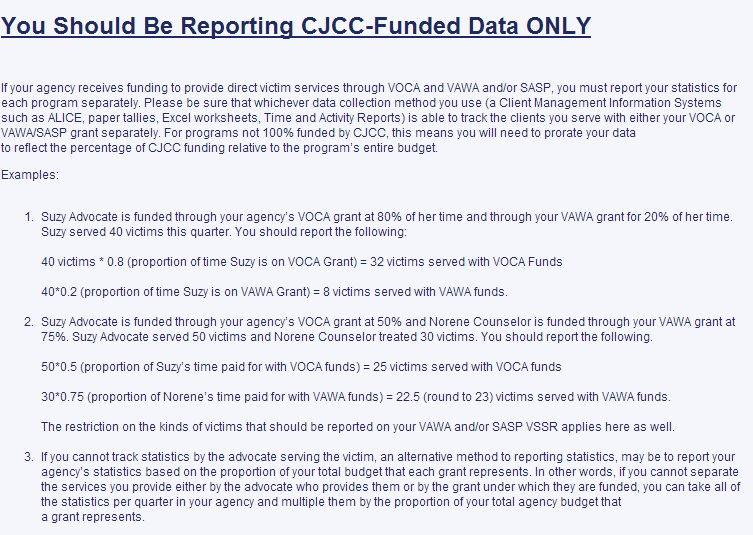 You Should Be Reporting CJCC-Funded Data ONLY
If your agency receives funding to provide direct victim services through VOCA and VAWA and/or SASP, you must report your statistics for
each program separately. Please be sure that whichever data collection method you use (a Client Management Information Systems
such as ALICE, paper tallies, Excel worksheets, Time and Activity Reports) is able to track the clients you serve with either your VOCA or
VAWA/SASP grant separately. For programs not 100% funded by CJCC, this means you will need to prorate your data
to reflect the percentage of CJCC funding relative to the program's entire budget.
Examples:
1. Suzy Advocate is funded through your agency's VOCA grant at 80% of her time and through your VAWA grant for 20% of her time.
Suzy served 40 victims this quarter. You should report the following:
40 victims * 0.8 (proportion of time Suzy is on VOCA Grant) = 32 victims served with VOCA Funds
40*0.2 (proportion of time Suzy is on VAWA Grant) = 8 victims served with VAWA funds.
2. Suzy Advocate is funded through your agency's VOCA grant at 50% and Norene Counselor is funded through your VAWA grant at
75%. Suzy Advocate served 50 victims and Norene Counselor treated 30 victims. You should report the following.
50*0.5 (proportion of Suzy's time paid for with VOCA funds) = 25 victims served with VOCA funds
30*0.75 (proportion of Norene's time paid for with VAWA funds) = 22.5 (round to 23) victims served with VAWA funds.
The restriction on the kinds of victims that should be reported on your VAWA and/or SASP VSSR applies here as well.
3. If you cannot track statistics by the advocate serving the victim, an alternative method to reporting statistics, may be to report your
agency's statistics based on the proportion of your total budget that each grant represents. In other words, if you cannot separate
the services you provide either by the advocate who provides them or by the grant under which they are funded, you can take all of
the statistics per quarter in your agency and multiple them by the proportion of your total agency budget that
a grant represents.